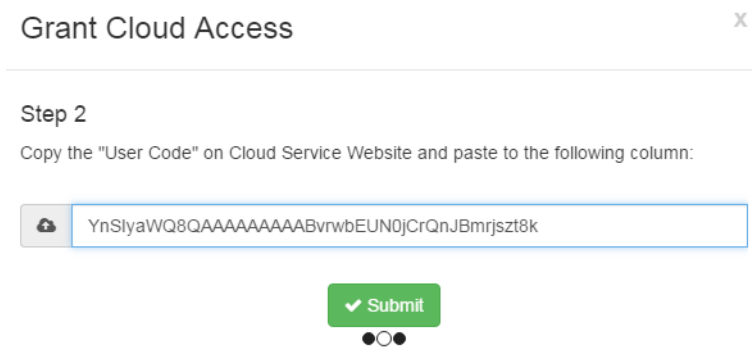 Grant Cloud Access
x
Step 2
Copy the "User Code" on Cloud Service Website and paste to the following column:
YnSlyaWQ8QAAAAAAAAABvrwbEUN0jCrQnJBmrjszt8k
Submit